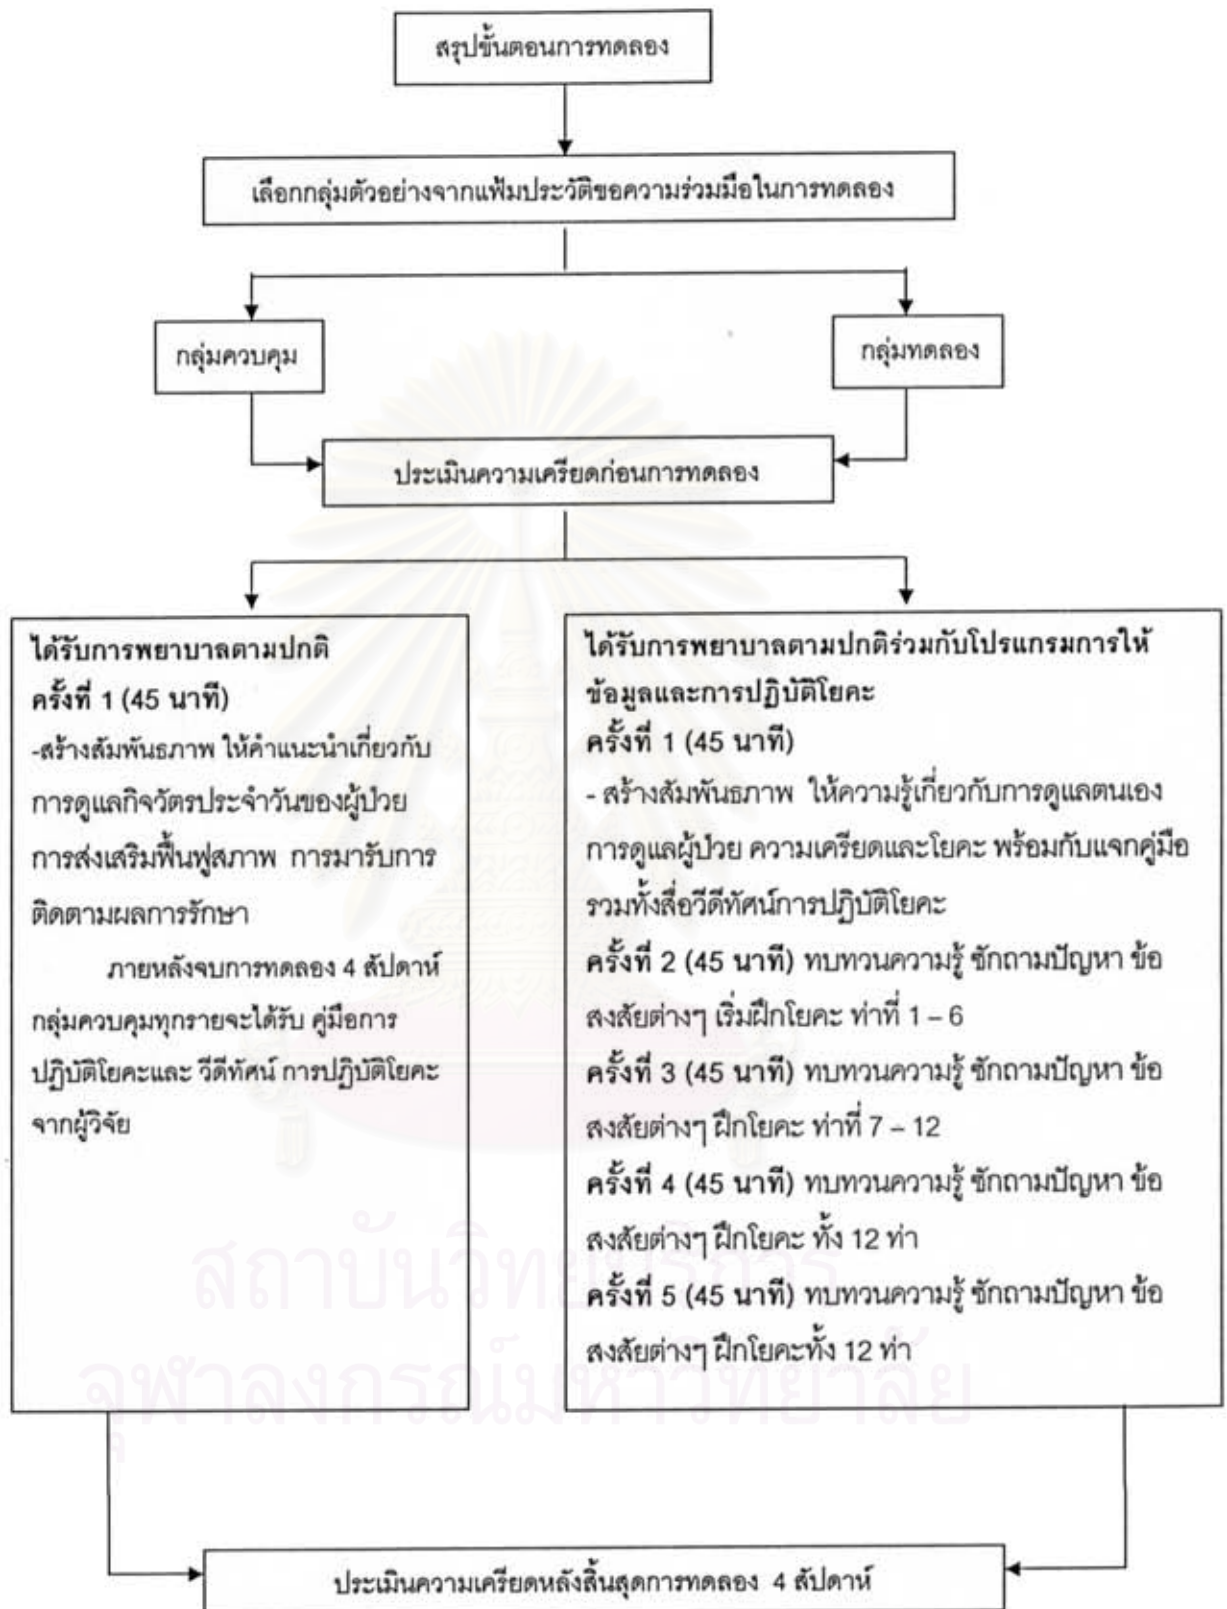 สรุปขั้นตอนการทดลอง
เลือกกลุ่มตัวอย่างจากแฟ้มประวัติขอความร่วมมือในการทดลอง
กลุ่มควบคุม
กลุ่มทดลอง
ประเมินความเครียดก่อนการทดลอง
ได้รับการพยาบาลตามปกติ
ครั้งที่ 1 (45 นาที)
-สร้างสัมพันธภาพ ให้คำแนะนำเกี่ยวกับ
การดูแลกิจวัตรประจำวันของผู้ป่วย
การส่งเสริมฟื้นฟูสภาพ การมารับการ
ติดตามผลการรักษา
ภายหลังจบการทดลอง 4 สัปดาห์
กลุ่มควบคุมทุกรายจะได้รับ คู่มือการ
ปฏิบัติโยคะและ วีดีทัศน์ การปฏิบัติโยคะ
จากผู้วิจัย
ได้รับการพยาบาลตามปกติร่วมกับโปรแกรมการให้
ข้อมูลและการปฏิบัติโยคะ
ครั้งที่ 1 (45 นาที)
- สร้างสัมพันธภาพ ให้ความรู้เกี่ยวกับการดูแลตนเอง
การดูแลผู้ป่วย ความเครียดและโยคะ พร้อมกับแจกคู่มือ
รวมทั้งสื่อวีดีทัศน์การปฏิบัติโยคะ
ครั้งที่ 2 (45 นาที) ทบทวนความรู้ ซักถามปัญหา ข้อ
สงสัยต่างๆ เริ่มฝึกโยคะ ท่าที่ 1 – 6
ครั้งที่ 3 (45 นาที) ทบทวนความรู้ ซักถามปัญหา ข้อ
สงสัยต่างๆ ฝึกโยคะ ท่าที่ 7 – 12
ครั้งที่ 4 (45 นาที) ทบทวนความรู้ ซักถามปัญหา ข้อ
สงสัยต่างๆ ฝึกโยคะ ทั้ง 12 ท่า
ครั้งที่ 5 (45 นาที) ทบทวนความรู้ ซักถามปัญหา ข้อ
สงสัยต่างๆ ฝึกโยคะทั้ง 12 ท่า
สถาบันวิทยบริการ
จุฬาลงกรณ์มหาวิทยาลัย
ประเมินความเครียดหลังสิ้นสุดการทดลอง 4 สัปดาห์